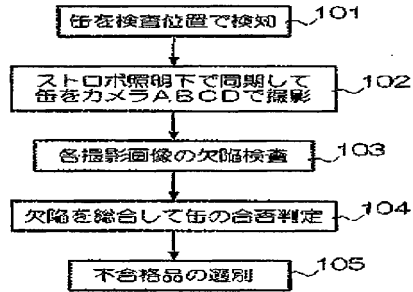 缶を検査位置で検知
101
ストロボ照明下で同期して
缶をカメラABCDで撮影
102
各撮影画像の欠陥検査
103
欠陥を総合して缶の合否判定
104
不合格品の選別
105